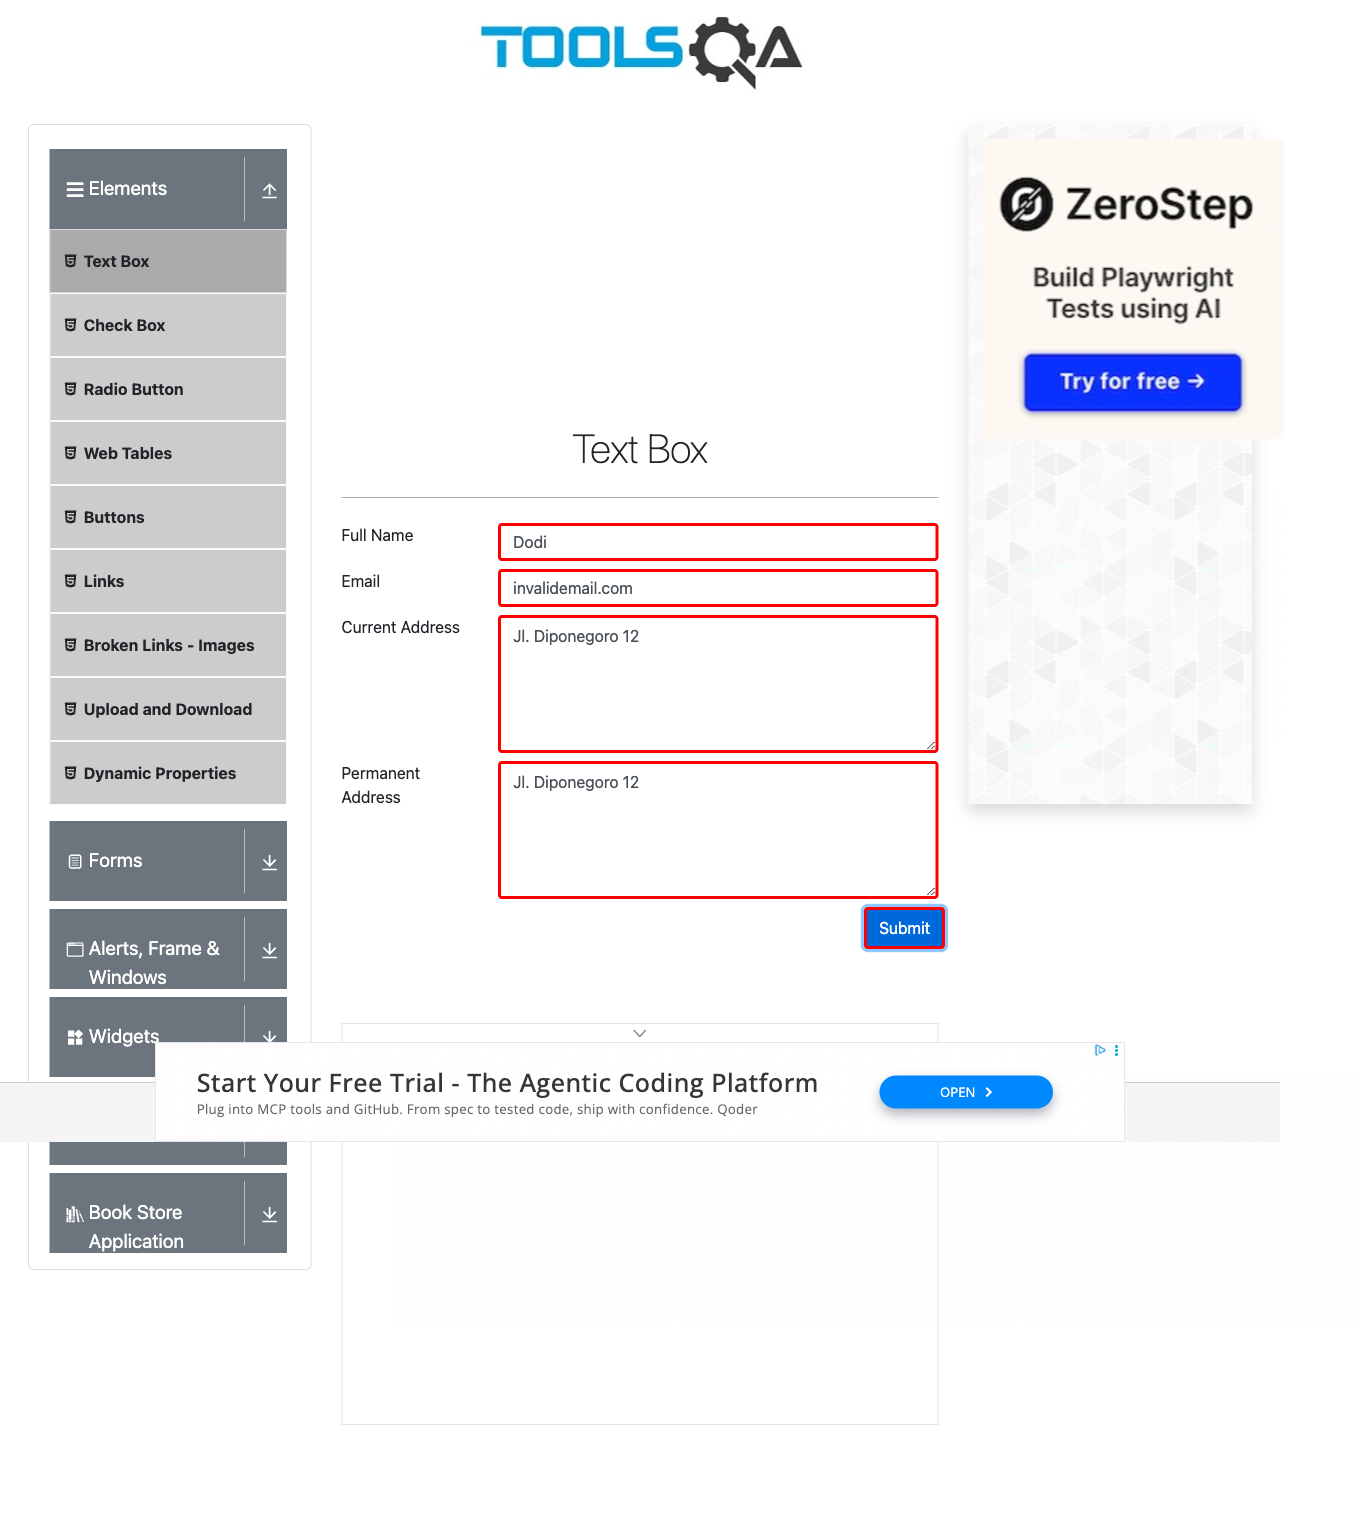 TOOLSQA
Elements
Text Box
Check Box
Radio Button
Web Tables
Buttons
Links
Broken Links - Images
Upload and Download
Dynamic Properties
Forms
Alerts, Frame &
Windows
Widgets
Book Store
Application
Text Box
Full Name
Dodi
Email
invalidemail.com
Current Address
Jl. Diponegoro 12
Permanent
Address
Jl. Diponegoro 12
Submit
ZeroStep
Build Playwright
Tests using AI
Try for free →
Start Your Free Trial - The Agentic Coding Platform
Plug into MCP tools and GitHub. From spec to tested code, ship with confidence. Qoder
OPEN